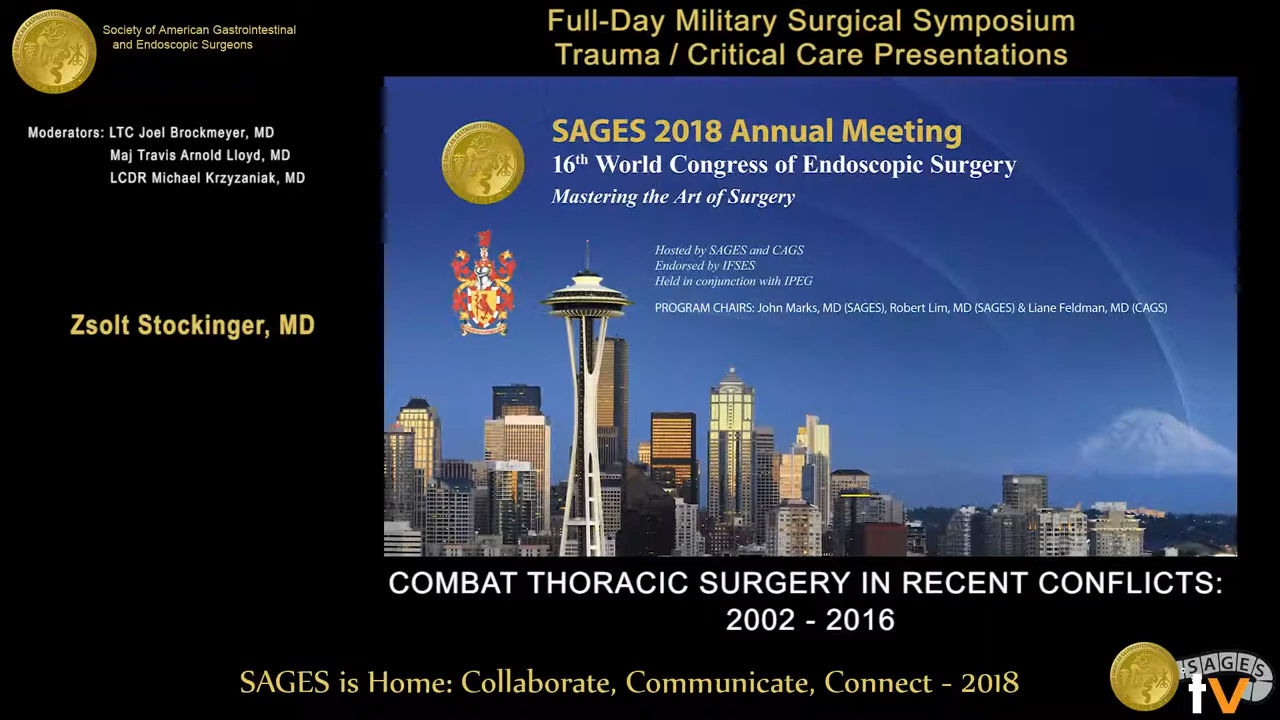 Society of American Gastrointestinal
and Endoscopic Surgeons
Full-Day Military Surgical Symposium
Trauma / Critical Care Presentations
Moderators: LTC Joel Brockmeyer, MD
Maj Travis Arnold Lloyd, MD
LCDR Michael Krzyzaniak, MD
Zsolt Stockinger, MD
SAGES 2018 Annual Meeting
16th World Congress of Endoscopic Surgery
Mastering the Art of Surgery
Hosted by SAGES and CAGS
Endorsed by IFSES
Held in conjunction with IPEG
PROGRAM CHAIRS: John Marks, MD (SAGES), Robert Lim, MD (SAGES) & Liane Feldman, MD (CAGS)
COMBAT THORACIC SURGERY IN RECENT CONFLICTS:
2002 - 2016
SAGES is Home: Collaborate, Communicate, Connect - 2018
SAGES
tv